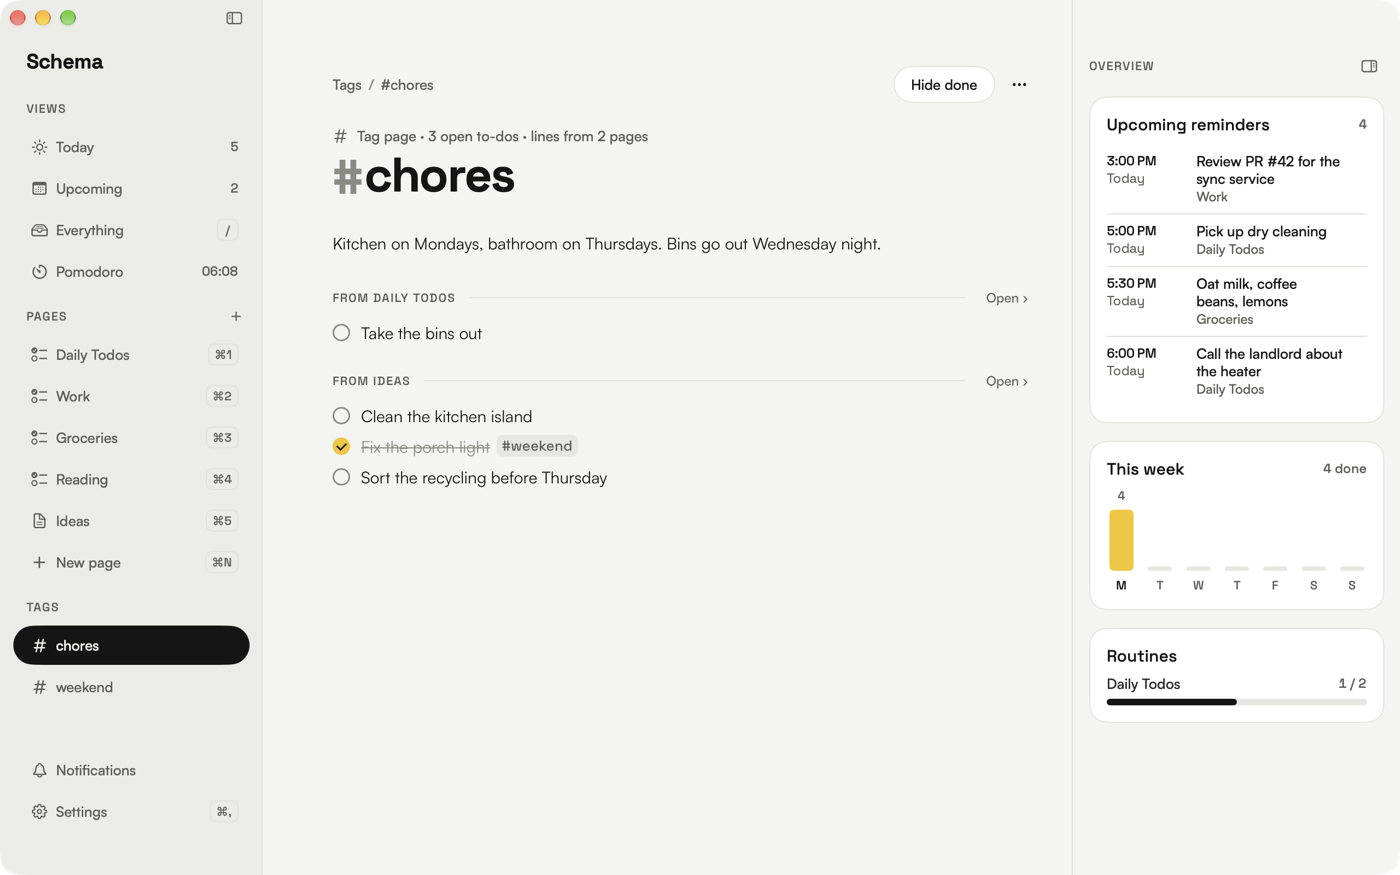 Schema
VIEWS
Today 5
Upcoming 2
Everything /
Pomodoro 06:08
PAGES +
Daily Todos ⌘1
Work ⌘2
Groceries ⌘3
Reading ⌘4
Ideas ⌘5
+ New page ⌘N
TAGS
# chores
# weekend
Notifications
Settings ⌘,
Tags / #chores
Hide done
# Tag page · 3 open to-dos · lines from 2 pages
#chores
Kitchen on Mondays, bathroom on Thursdays. Bins go out Wednesday night.
FROM DAILY TODOS Open ›
Take the bins out
FROM IDEAS Open ›
Clean the kitchen island
Fix the porch light #weekend
Sort the recycling before Thursday
OVERVIEW
Upcoming reminders 4
3:00 PM Review PR #42 for the
Today sync service
Work
5:00 PM Pick up dry cleaning
Today Daily Todos
5:30 PM Oat milk, coffee
Today beans, lemons
Groceries
6:00 PM Call the landlord about
Today the heater
Daily Todos
This week 4 done
4
M T W T F S S
Routines
Daily Todos 1 / 2